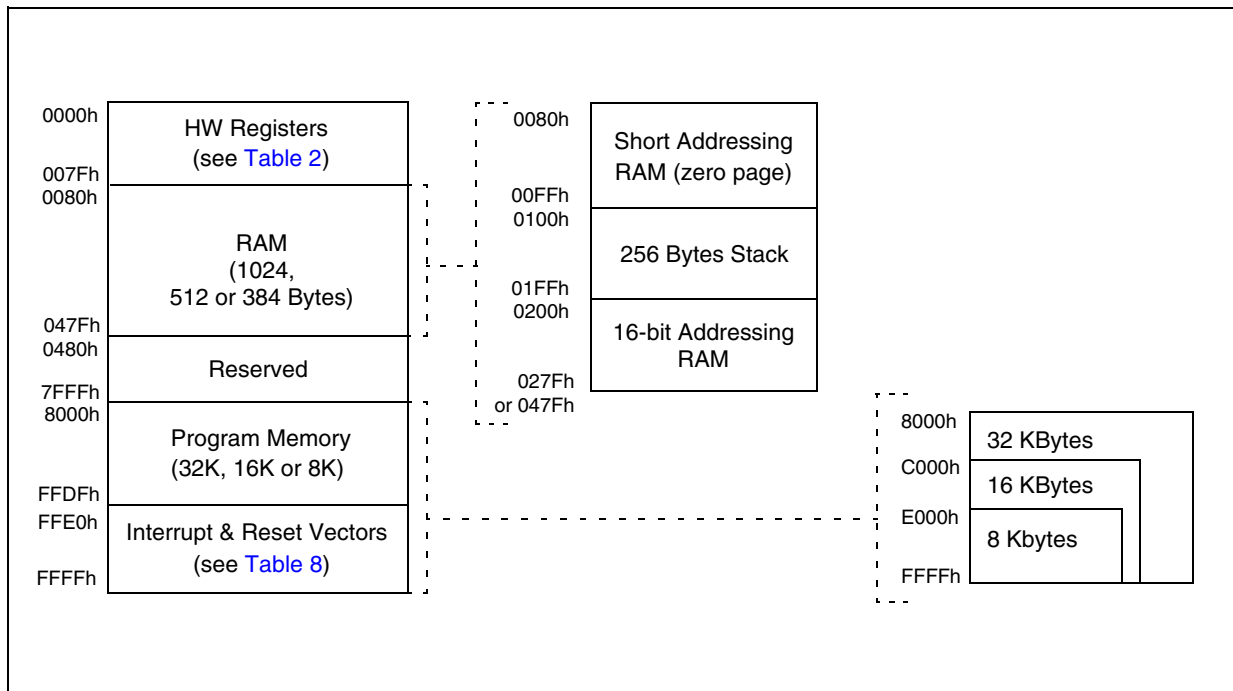 0000h
HW Registers
(see Table 2)
007Fh
0080h
RAM
(1024,
512 or 384 Bytes)
047Fh
0480h
Reserved
7FFFh
8000h
Program Memory
(32K, 16K or 8K)
FFDFh
FFE0h
Interrupt & Reset Vectors
(see Table 8)
FFFFh
0080h
Short Addressing
RAM (zero page)
00FFh
0100h
256 Bytes Stack
01FFh
0200h
16-bit Addressing
RAM
027Fh
or 047Fh
8000h
32 KBytes
C000h
16 KBytes
E000h
8 Kbytes
FFFFh